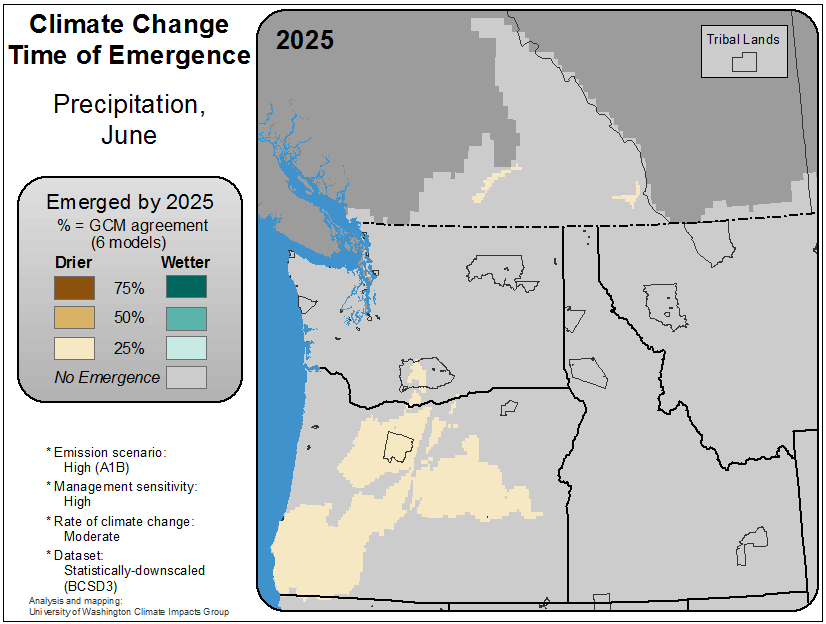 Climate Change
Time of Emergence
Precipitation,
June
Emerged by 2025
% = GCM agreement
(6 models)
Drier Wetter
75%
50%
25%
No Emergence
* Emission scenario:
High (A1B)
* Management sensitivity:
High
* Rate of climate change:
Moderate
* Dataset:
Statistically-downscaled
(BCSD3)
Analysis and mapping:
University of Washington Climate Impacts Group
2025
Tribal Lands